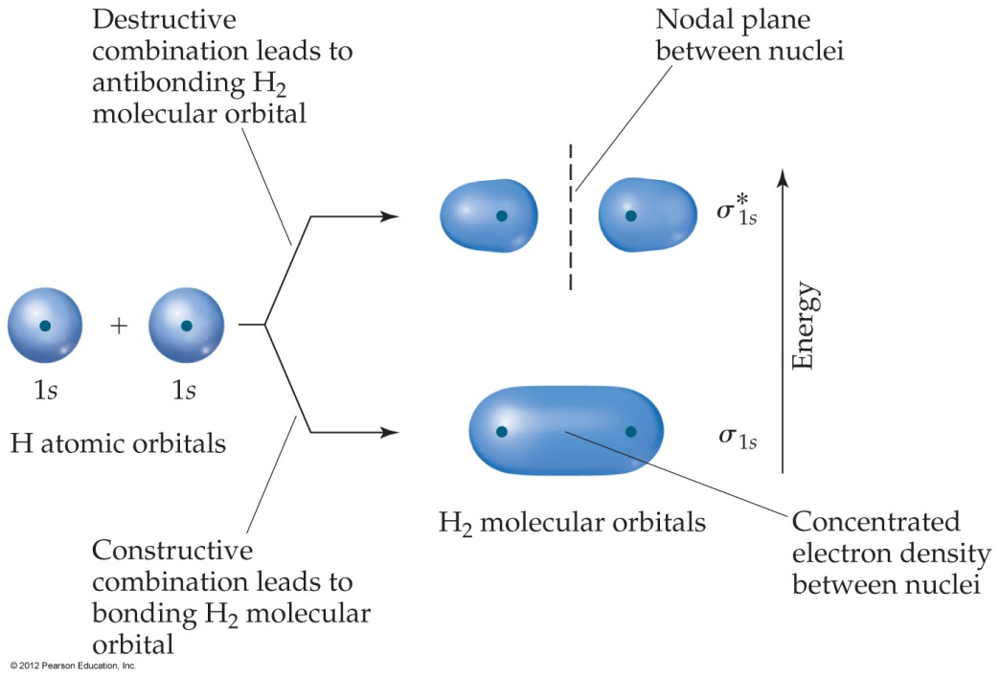 Destructive
combination leads to
antibonding H₂
molecular orbital
Nodal plane
between nuclei
σ*₁ₛ
+
1s
1s
H atomic orbitals
Energy
σ₁ₛ
H₂ molecular orbitals
Concentrated
electron density
between nuclei
Constructive
combination leads to
bonding H₂ molecular
orbital
© 2012 Pearson Education, Inc.